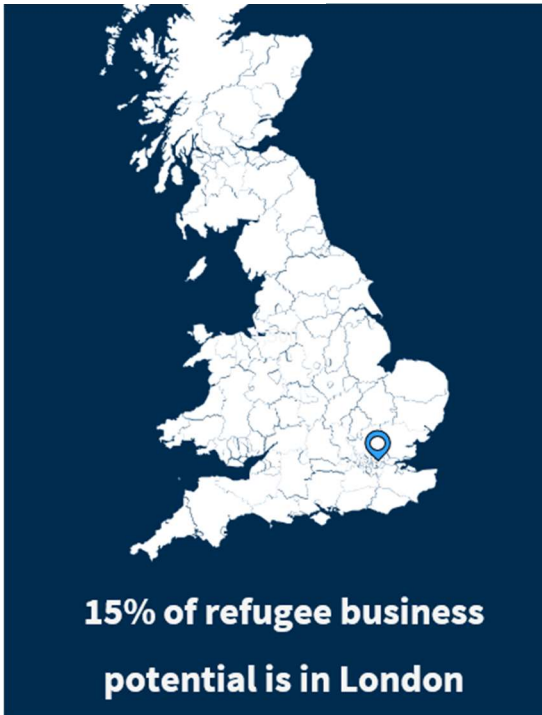 15% of refugee business
potential is in London